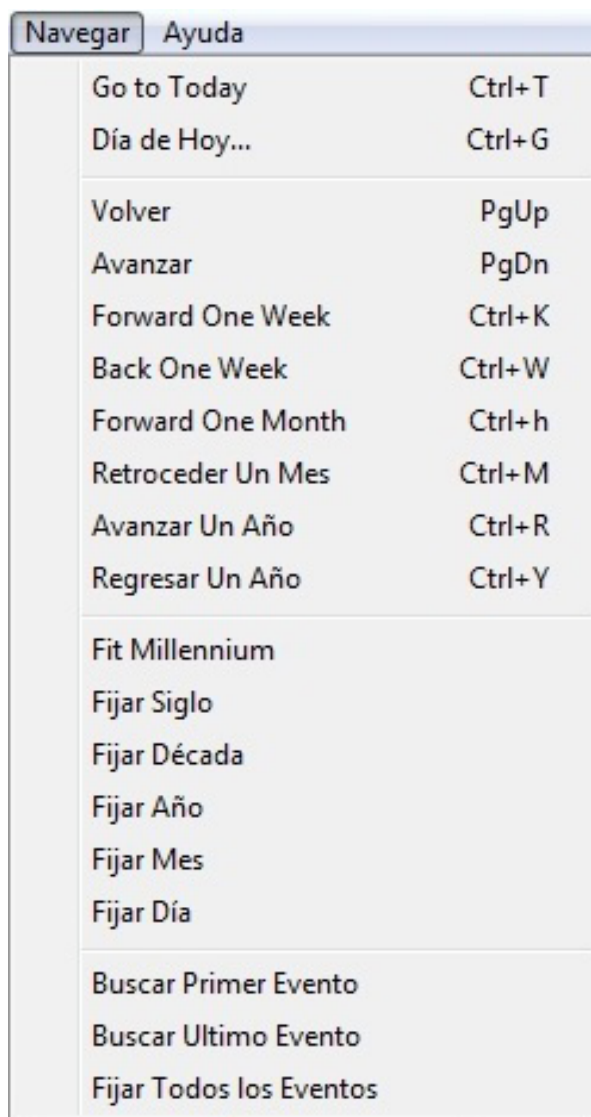 Navegar Ayuda
Go to Today Ctrl+T
Día de Hoy... Ctrl+G
Volver PgUp
Avanzar PgDn
Forward One Week Ctrl+K
Back One Week Ctrl+W
Forward One Month Ctrl+h
Retroceder Un Mes Ctrl+M
Avanzar Un Año Ctrl+R
Regresar Un Año Ctrl+Y
Fit Millennium
Fijar Siglo
Fijar Década
Fijar Año
Fijar Mes
Fijar Día
Buscar Primer Evento
Buscar Ultimo Evento
Fijar Todos los Eventos